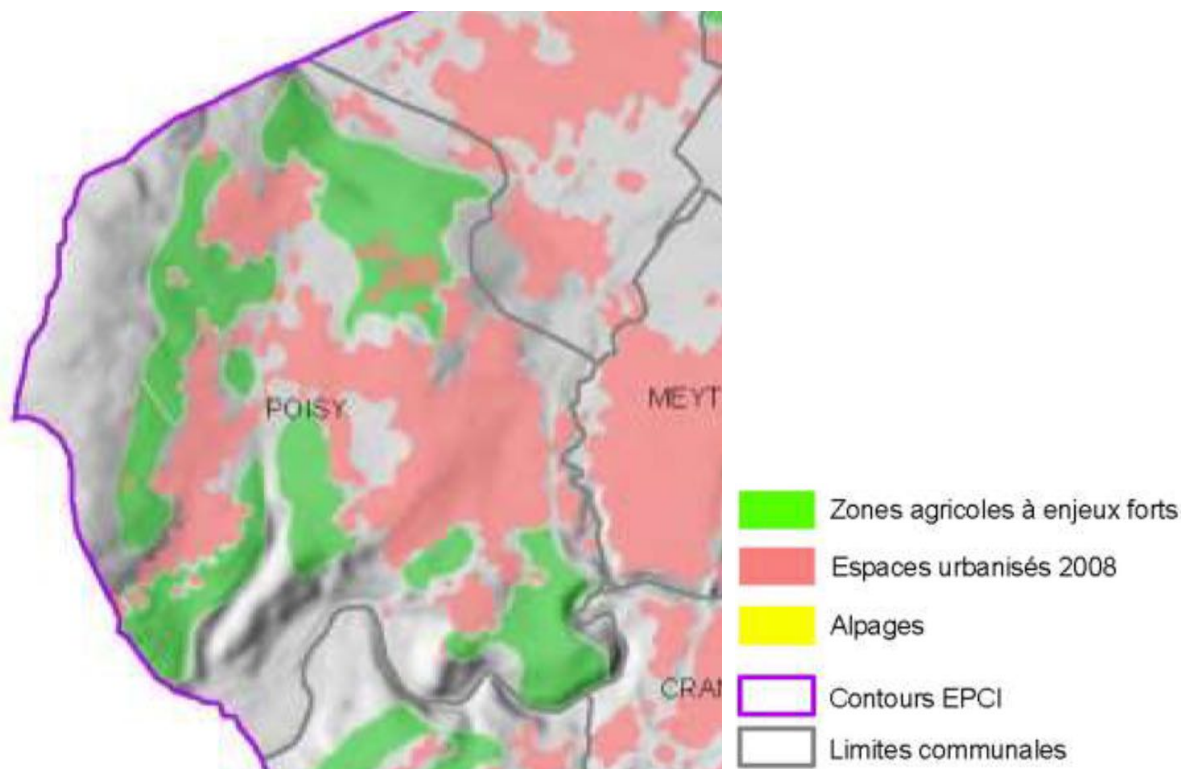 POISY
MEYT
CRAN
Zones agricoles à enjeux forts
Espaces urbanisés 2008
Alpages
Contours EPCI
Limites communales